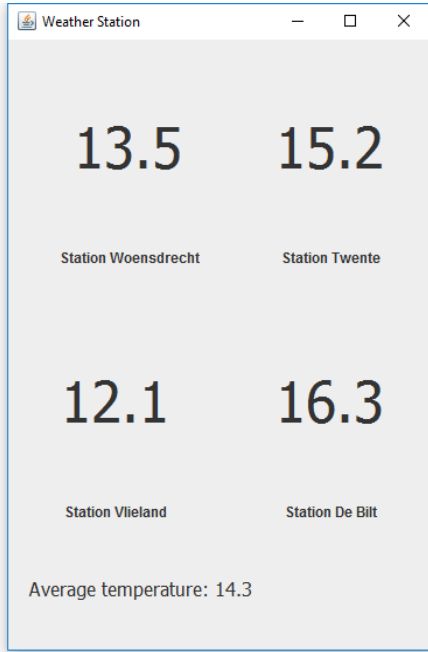 Weather Station
13.5 15.2
Station Woensdrecht Station Twente
12.1 16.3
Station Vlieland Station De Bilt
Average temperature: 14.3